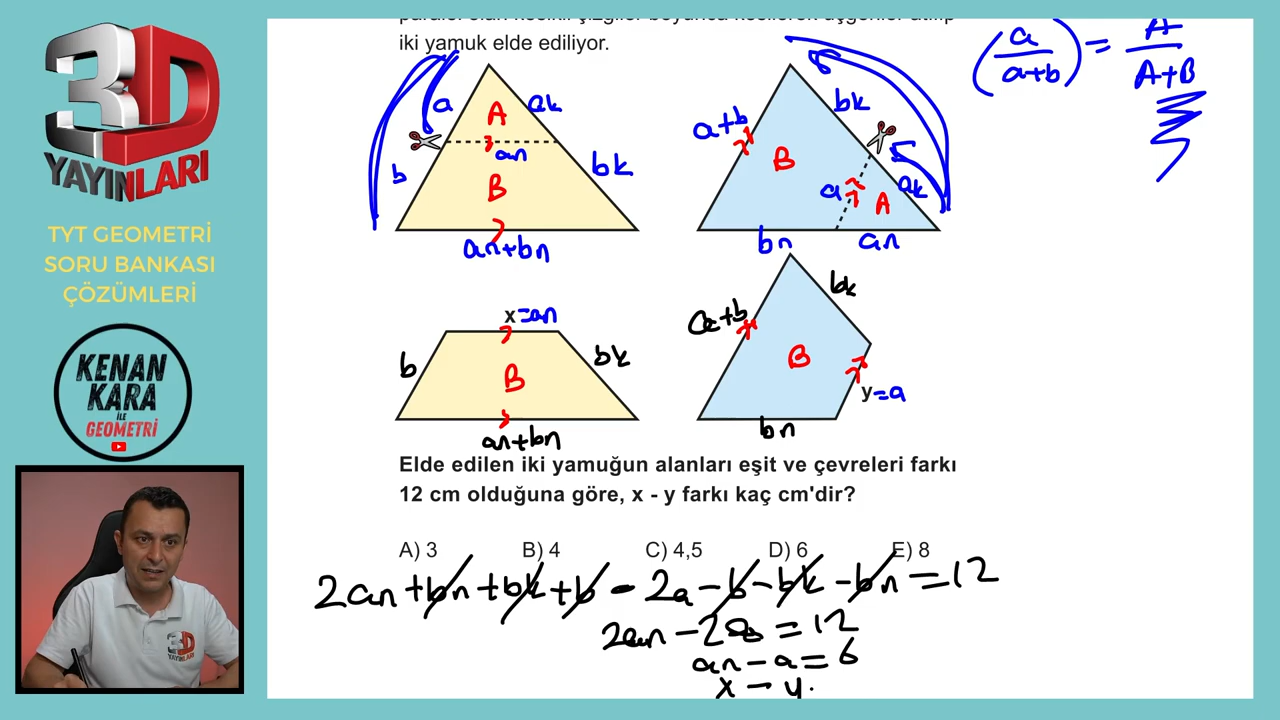 3D
YAYINLARI
TYT GEOMETRİ
SORU BANKASI
ÇÖZÜMLERİ
KENAN
KARA
İLE
GEOMETRİ
3D
YAYINLARI
iki yamuk elde ediliyor.
(a/a+b) = A/A+B
a
A
ak
b
an
B
bk
an+bn
a+b
bk
B
a
A
ak
bn
an
x=an
b
B
bk
an+bn
a+b
bk
B
y=a
bn
Elde edilen iki yamuğun alanları eşit ve çevreleri farkı
12 cm olduğuna göre, x - y farkı kaç cm'dir?
A) 3 B) 4 C) 4,5 D) 6 E) 8
2an+bn+bk+b-2a-b-bk-bn=12
2an-2a=12
an-a=6
x-y